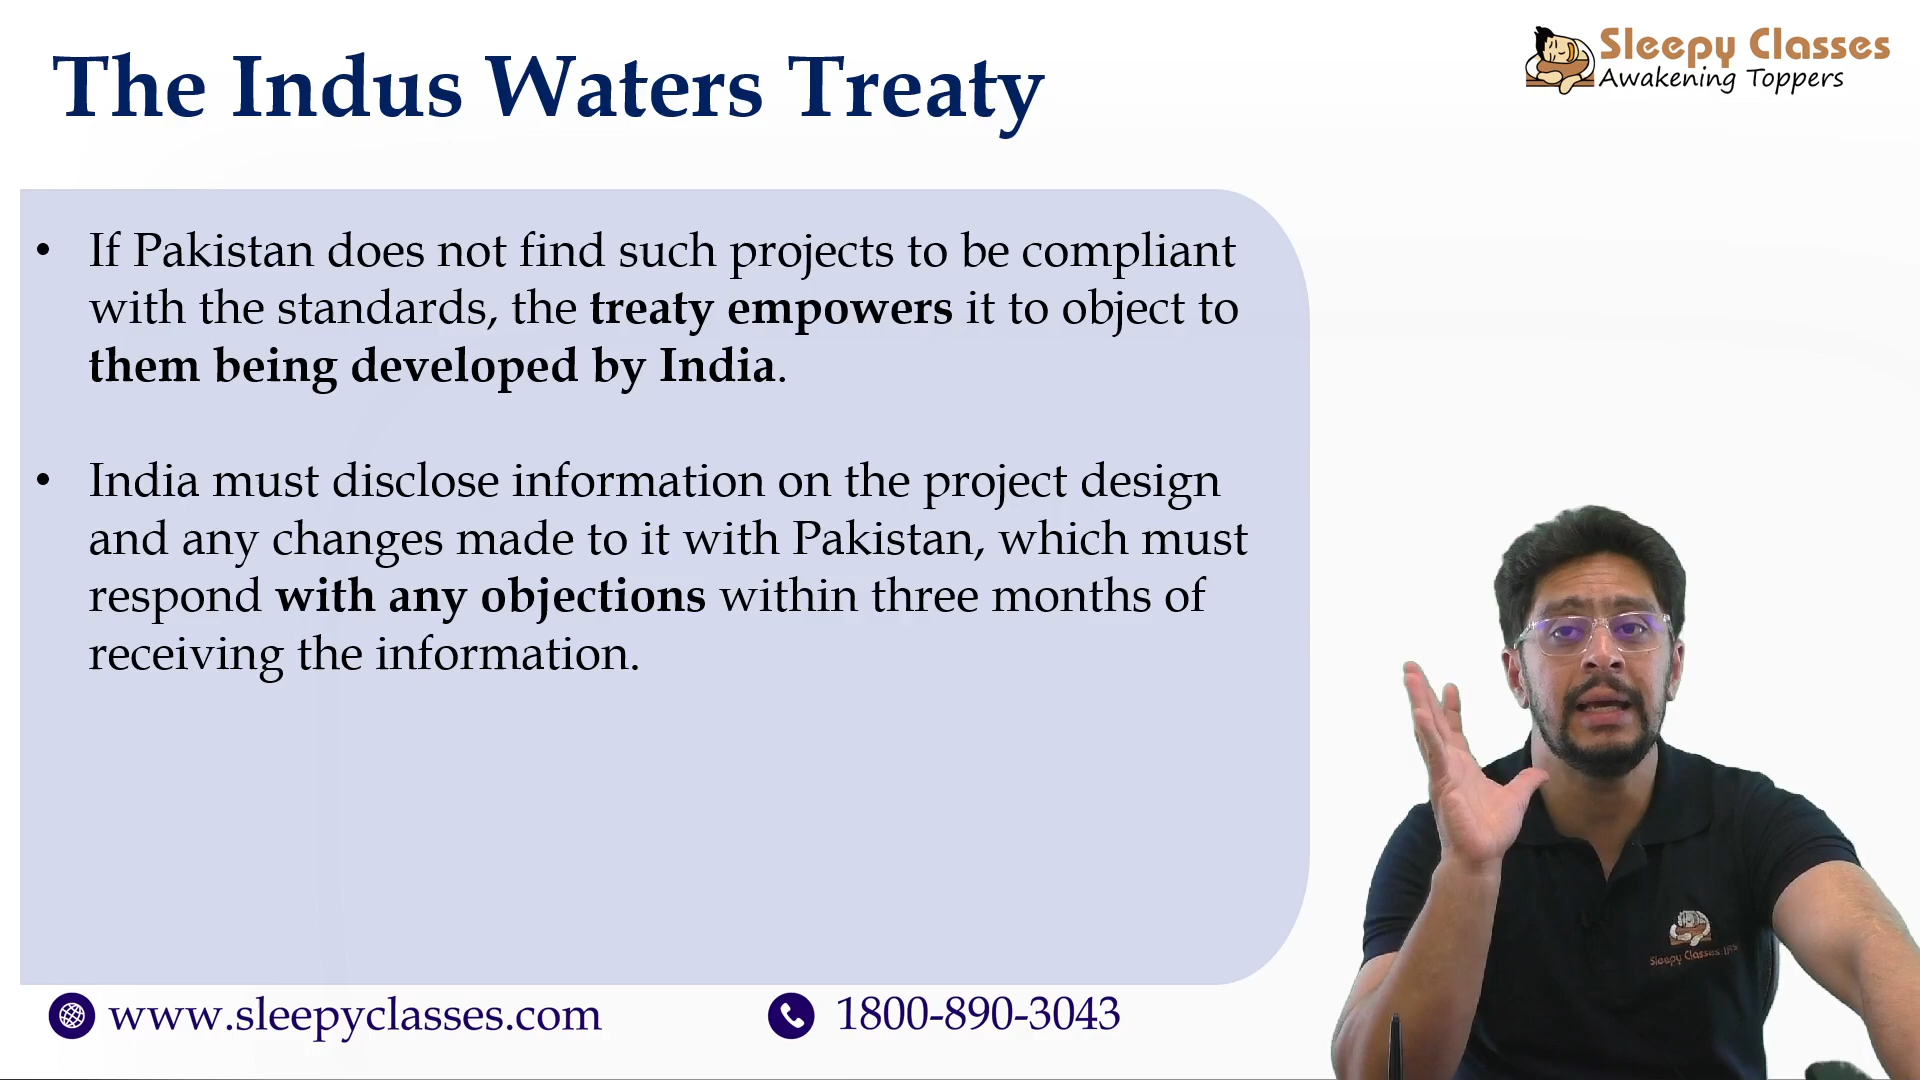 The Indus Waters Treaty
Sleepy Classes
Awakening Toppers
• If Pakistan does not find such projects to be compliant
with the standards, the treaty empowers it to object to
them being developed by India.
• India must disclose information on the project design
and any changes made to it with Pakistan, which must
respond with any objections within three months of
receiving the information.
Sleepy Classes IAS
www.sleepyclasses.com
1800-890-3043